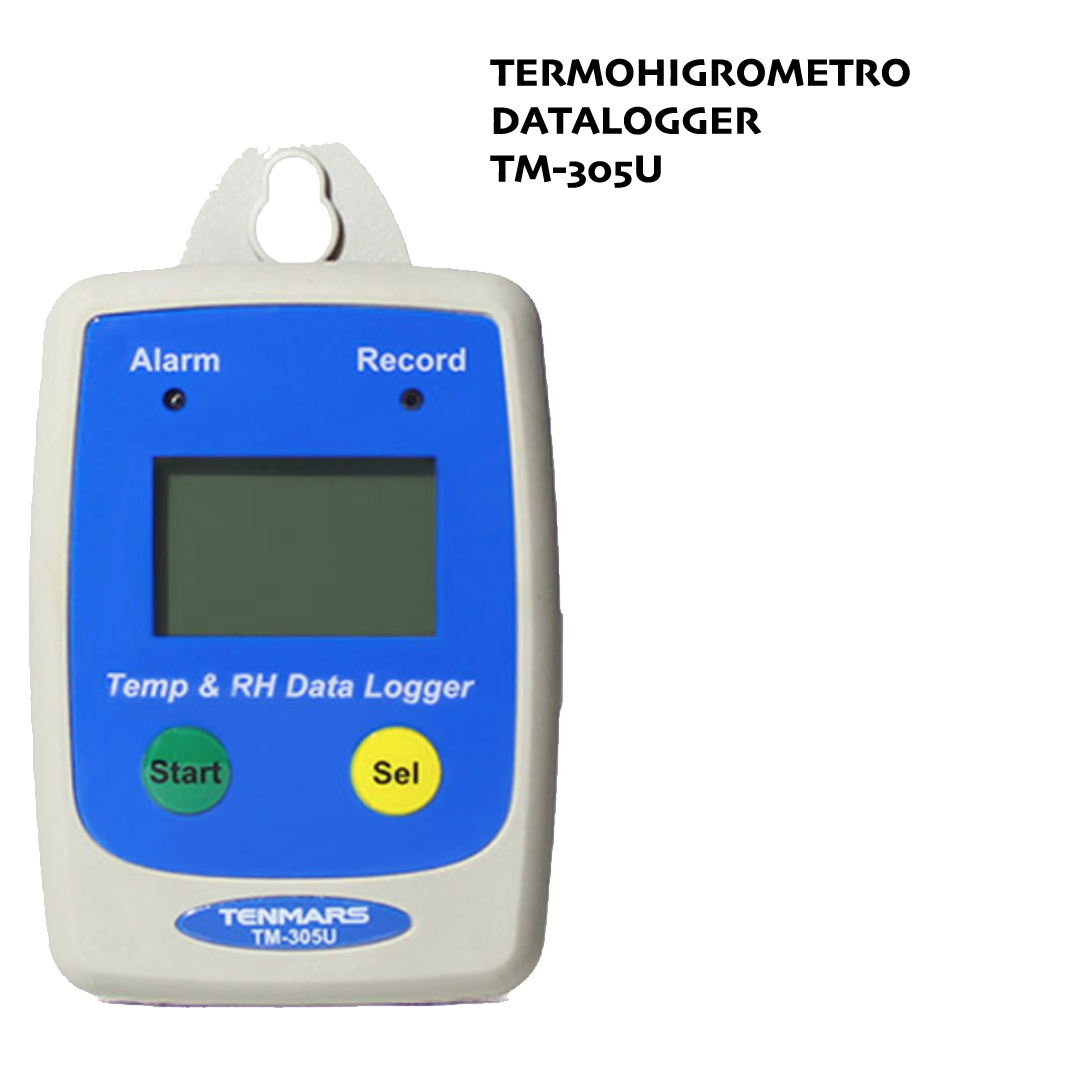 TERMOHIGROMETRO
DATALOGGER
TM-305U
Alarm Record
Temp & RH Data Logger
Start Sel
TENMARS
TM-305U